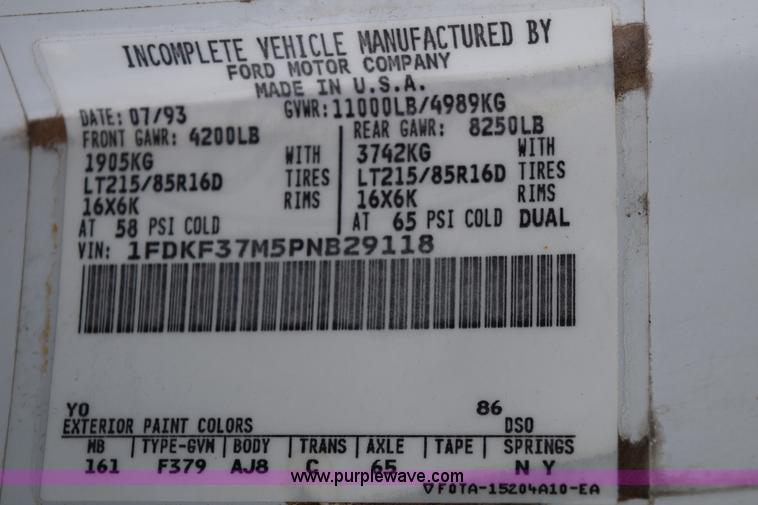 INCOMPLETE VEHICLE MANUFACTURED BY
FORD MOTOR COMPANY
MADE IN U.S.A.
DATE: 07/93 GVWR: 11000LB/4989KG
FRONT GAWR: 4200LB REAR GAWR: 8250LB
1905KG WITH 3742KG WITH
LT215/85R16D TIRES LT215/85R16D TIRES
16X6K RIMS 16X6K RIMS
AT 58 PSI COLD AT 65 PSI COLD DUAL
VIN: 1FDKF37M5PNB29118
YO 86
EXTERIOR PAINT COLORS DSO
WB TYPE-GVW BODY TRANS AXLE TAPE SPRINGS
161 F379 AJ8 C 65 N Y
www.purplewave.com
F0TA-15204A10-EA